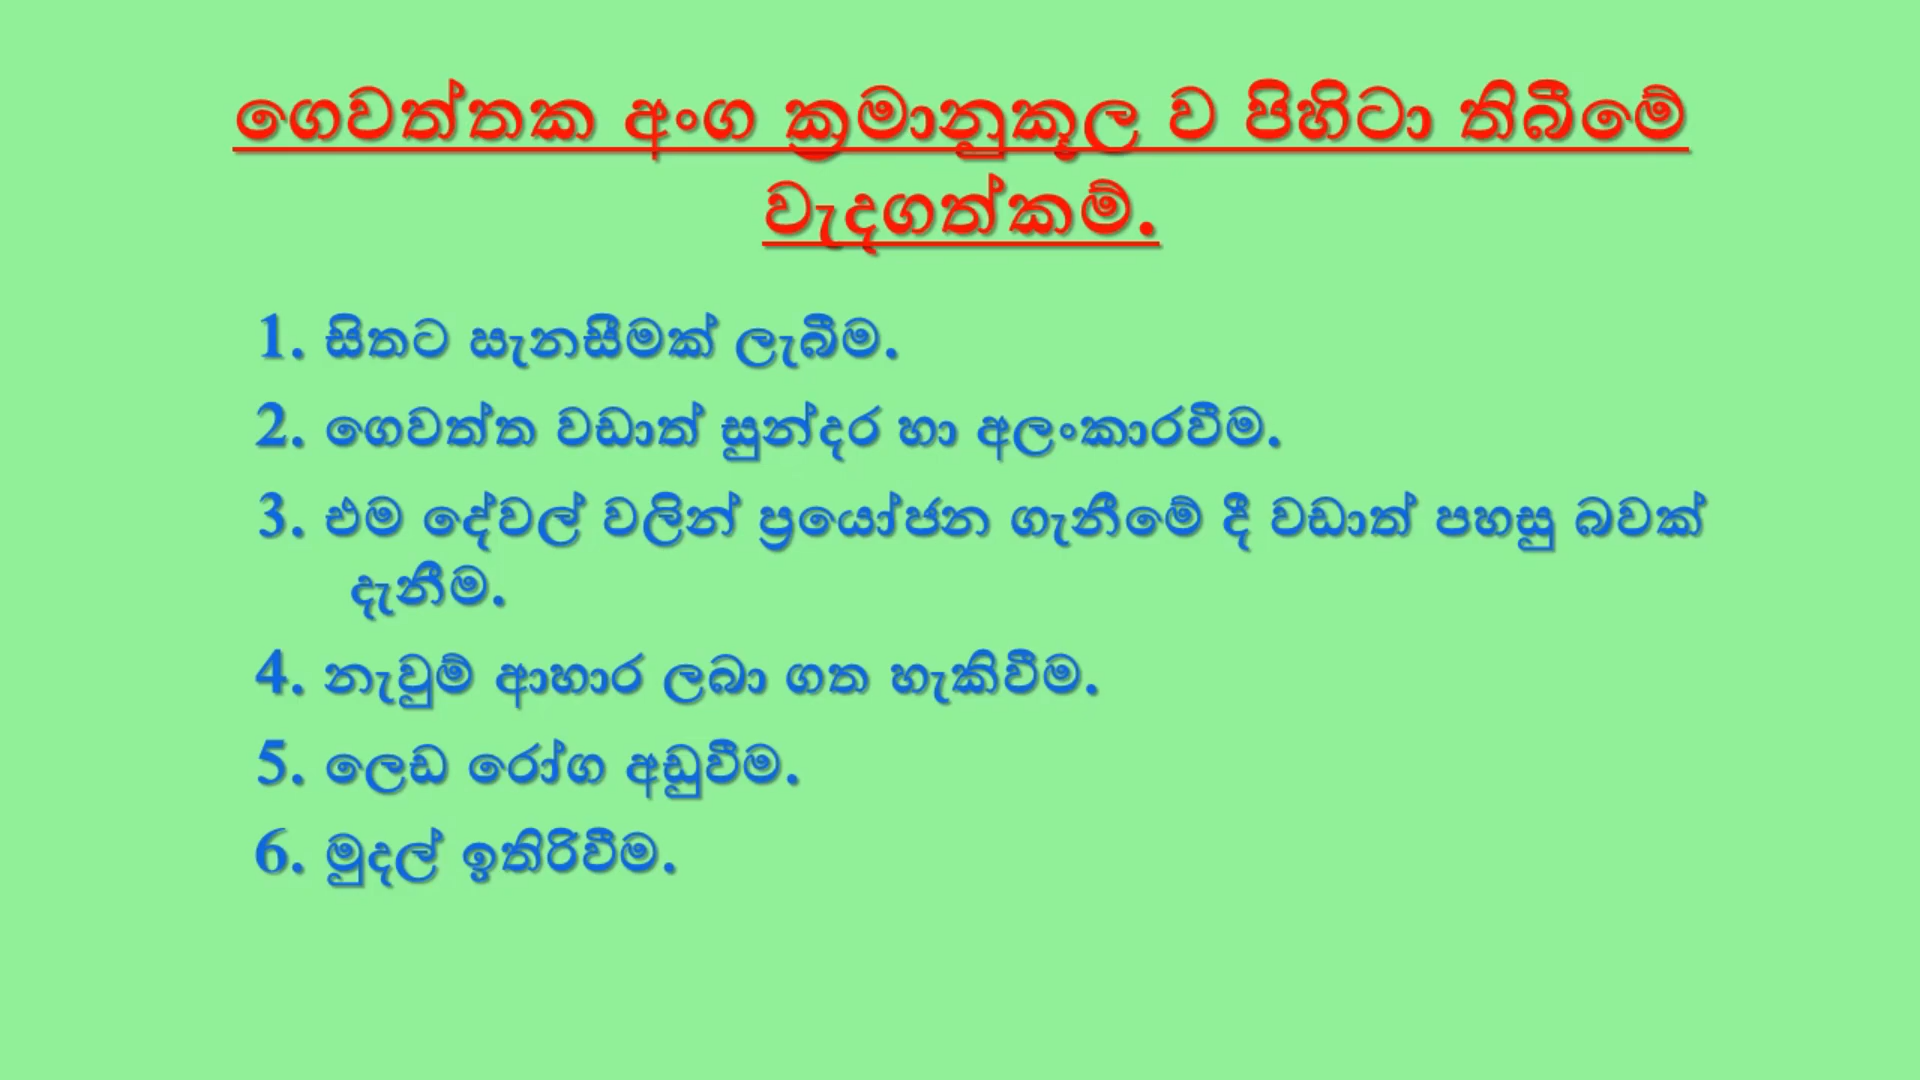 ගෙවත්තක අංග ක්‍රමානුකූල ව පිහිටා තිබීමේ
වැදගත්කම්.
1. සිතට සැනසීමක් ලැබීම.
2. ගෙවත්ත වඩාත් සුන්දර හා අලංකාරවීම.
3. එම දේවල් වලින් ප්‍රයෝජන ගැනීමේ දී වඩාත් පහසු බවක්
දැනීම.
4. නැවුම් ආහාර ලබා ගත හැකිවීම.
5. ලෙඩ රෝග අඩුවීම.
6. මුදල් ඉතිරිවීම.